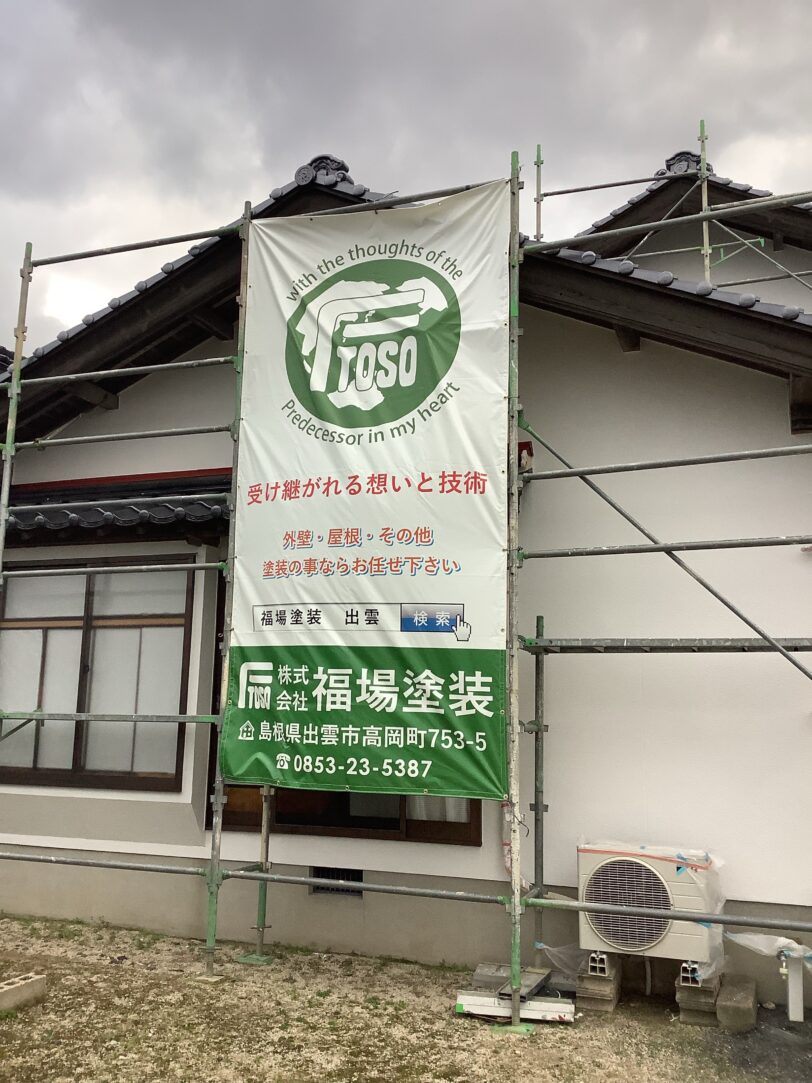 with the thoughts of the
TOSO
Predecessor in my heart
受け継がれる想いと技術
外壁・屋根・その他
塗装の事ならお任せ下さい
福場塗装 出雲 検索
TOSO 株式会社 福場塗装
島根県出雲市高岡町753-5
☎0853-23-5387